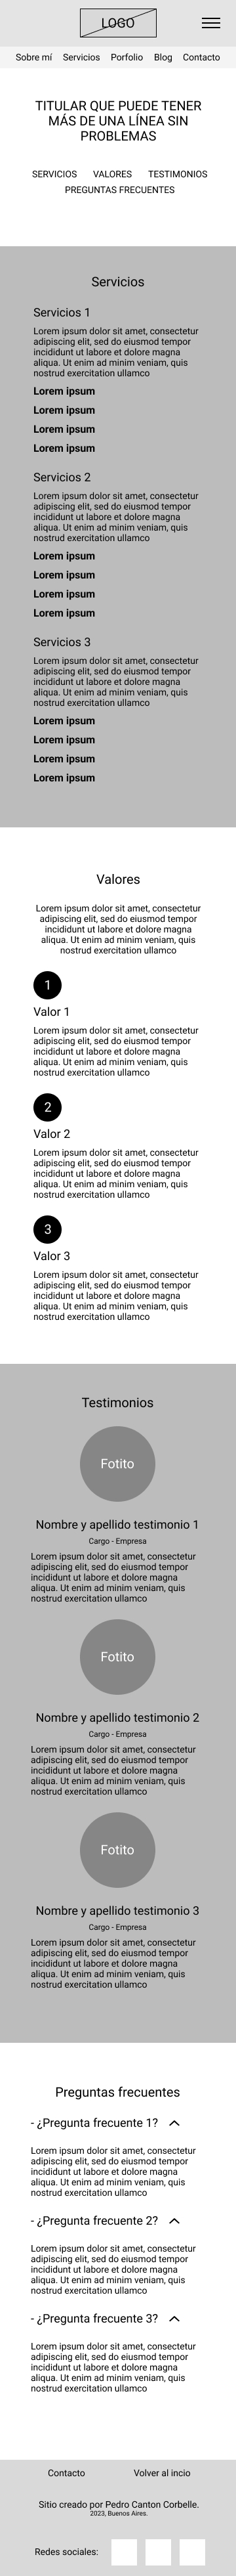 LOGO
Sobre mí Servicios Porfolio Blog Contacto
TITULAR QUE PUEDE TENER
MÁS DE UNA LÍNEA SIN
PROBLEMAS
SERVICIOS VALORES TESTIMONIOS
PREGUNTAS FRECUENTES
Servicios
Servicios 1
Lorem ipsum dolor sit amet, consectetur
adipiscing elit, sed do eiusmod tempor
incididunt ut labore et dolore magna
aliqua. Ut enim ad minim veniam, quis
nostrud exercitation ullamco
Lorem ipsum
Lorem ipsum
Lorem ipsum
Lorem ipsum
Servicios 2
Lorem ipsum dolor sit amet, consectetur
adipiscing elit, sed do eiusmod tempor
incididunt ut labore et dolore magna
aliqua. Ut enim ad minim veniam, quis
nostrud exercitation ullamco
Lorem ipsum
Lorem ipsum
Lorem ipsum
Lorem ipsum
Servicios 3
Lorem ipsum dolor sit amet, consectetur
adipiscing elit, sed do eiusmod tempor
incididunt ut labore et dolore magna
aliqua. Ut enim ad minim veniam, quis
nostrud exercitation ullamco
Lorem ipsum
Lorem ipsum
Lorem ipsum
Lorem ipsum
Valores
Lorem ipsum dolor sit amet, consectetur
adipiscing elit, sed do eiusmod tempor
incididunt ut labore et dolore magna
aliqua. Ut enim ad minim veniam, quis
nostrud exercitation ullamco
1
Valor 1
Lorem ipsum dolor sit amet, consectetur
adipiscing elit, sed do eiusmod tempor
incididunt ut labore et dolore magna
aliqua. Ut enim ad minim veniam, quis
nostrud exercitation ullamco
2
Valor 2
Lorem ipsum dolor sit amet, consectetur
adipiscing elit, sed do eiusmod tempor
incididunt ut labore et dolore magna
aliqua. Ut enim ad minim veniam, quis
nostrud exercitation ullamco
3
Valor 3
Lorem ipsum dolor sit amet, consectetur
adipiscing elit, sed do eiusmod tempor
incididunt ut labore et dolore magna
aliqua. Ut enim ad minim veniam, quis
nostrud exercitation ullamco
Testimonios
Fotito
Nombre y apellido testimonio 1
Cargo - Empresa
Lorem ipsum dolor sit amet, consectetur
adipiscing elit, sed do eiusmod tempor
incididunt ut labore et dolore magna
aliqua. Ut enim ad minim veniam, quis
nostrud exercitation ullamco
Fotito
Nombre y apellido testimonio 2
Cargo - Empresa
Lorem ipsum dolor sit amet, consectetur
adipiscing elit, sed do eiusmod tempor
incididunt ut labore et dolore magna
aliqua. Ut enim ad minim veniam, quis
nostrud exercitation ullamco
Fotito
Nombre y apellido testimonio 3
Cargo - Empresa
Lorem ipsum dolor sit amet, consectetur
adipiscing elit, sed do eiusmod tempor
incididunt ut labore et dolore magna
aliqua. Ut enim ad minim veniam, quis
nostrud exercitation ullamco
Preguntas frecuentes
- ¿Pregunta frecuente 1?
Lorem ipsum dolor sit amet, consectetur
adipiscing elit, sed do eiusmod tempor
incididunt ut labore et dolore magna
aliqua. Ut enim ad minim veniam, quis
nostrud exercitation ullamco
- ¿Pregunta frecuente 2?
Lorem ipsum dolor sit amet, consectetur
adipiscing elit, sed do eiusmod tempor
incididunt ut labore et dolore magna
aliqua. Ut enim ad minim veniam, quis
nostrud exercitation ullamco
- ¿Pregunta frecuente 3?
Lorem ipsum dolor sit amet, consectetur
adipiscing elit, sed do eiusmod tempor
incididunt ut labore et dolore magna
aliqua. Ut enim ad minim veniam, quis
nostrud exercitation ullamco
Contacto Volver al incio
Sitio creado por Pedro Canton Corbelle.
2023, Buenos Aires.
Redes sociales: